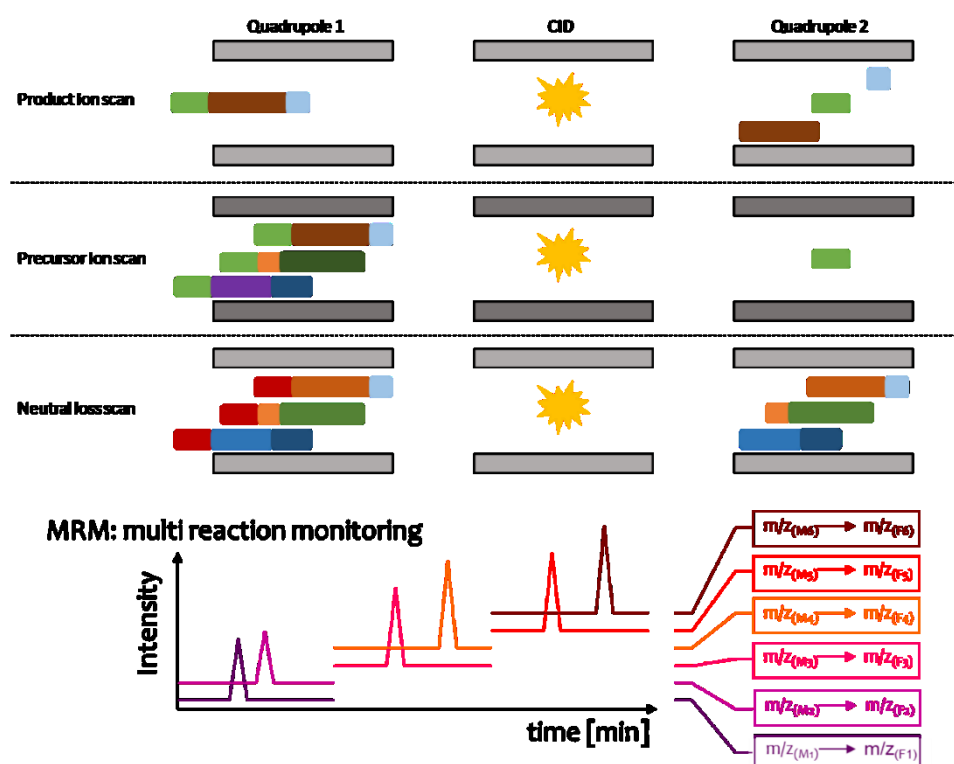 Quadrupole 1 CID Quadrupole 2
Product ion scan
Precursor ion scan
Neutral loss scan
MRM: multi reaction monitoring
Intensity
time [min]
m/z(M6) m/z(F6)
m/z(M5) m/z(F5)
m/z(M4) m/z(F4)
m/z(M3) m/z(F3)
m/z(M2) m/z(F2)
m/z(M1) m/z(F1)